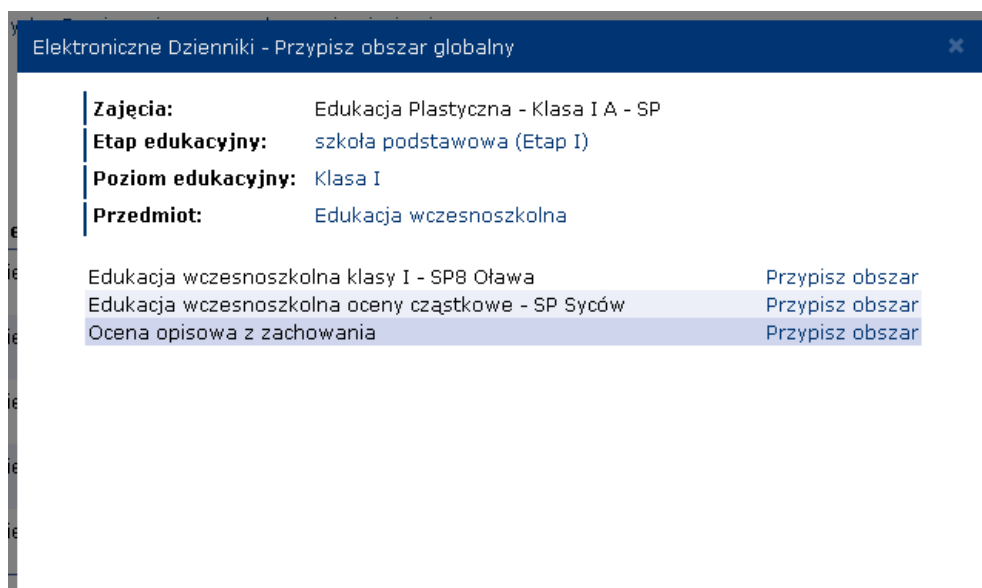 Elektroniczne Dzienniki - Przypisz obszar globalny
Zajęcia: Edukacja Plastyczna - Klasa I A - SP
Etap edukacyjny: szkoła podstawowa (Etap I)
Poziom edukacyjny: Klasa I
Przedmiot: Edukacja wczesnoszkolna
Edukacja wczesnoszkolna klasy I - SP8 Oława Przypisz obszar
Edukacja wczesnoszkolna oceny cząstkowe - SP Syców Przypisz obszar
Ocena opisowa z zachowania Przypisz obszar